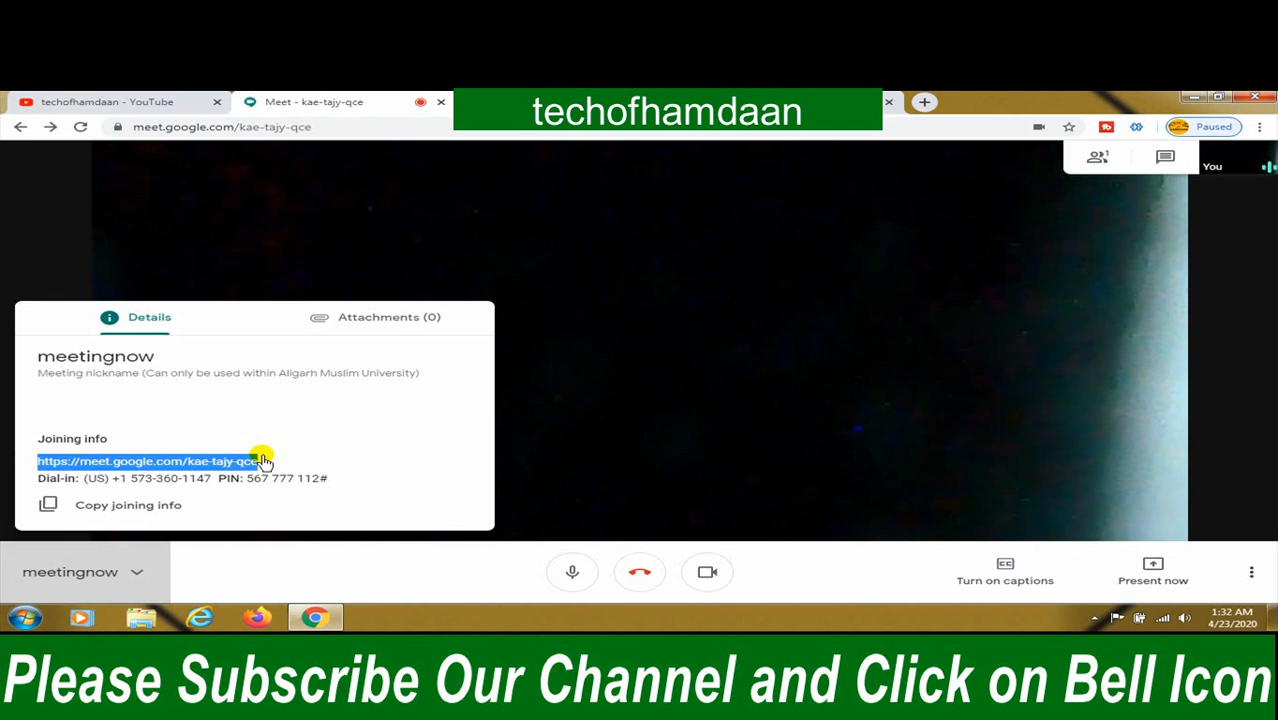 techofhamdaan
techofhamdaan - YouTube
Meet - kae-tajy-qce
meet.google.com/kae-tajy-qce
Paused
1
You
Details
Attachments (0)
meetingnow
Meeting nickname (Can only be used within Aligarh Muslim University)
Joining info
https://meet.google.com/kae-tajy-qce
Dial-in: (US) +1 573-360-1147 PIN: 567 777 112#
Copy joining info
meetingnow
CC
Turn on captions
Present now
1:32 AM
4/23/2020
Please Subscribe Our Channel and Click on Bell Icon